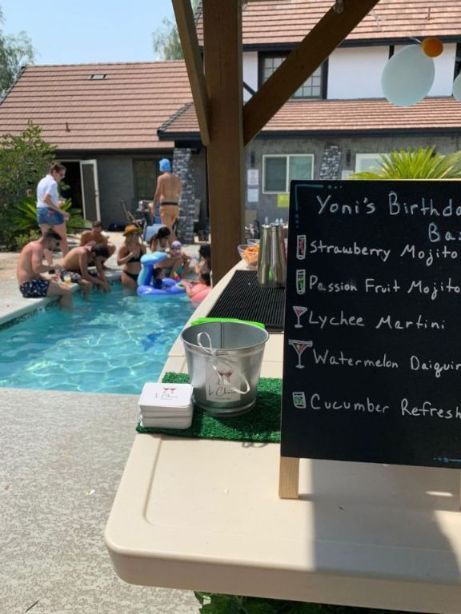 Yoni's Birthda
Ba
Strawberry Mojito
Passion Fruit Mojito
Lychee Martini
Watermelon Daiquir
Cucumber Refresh